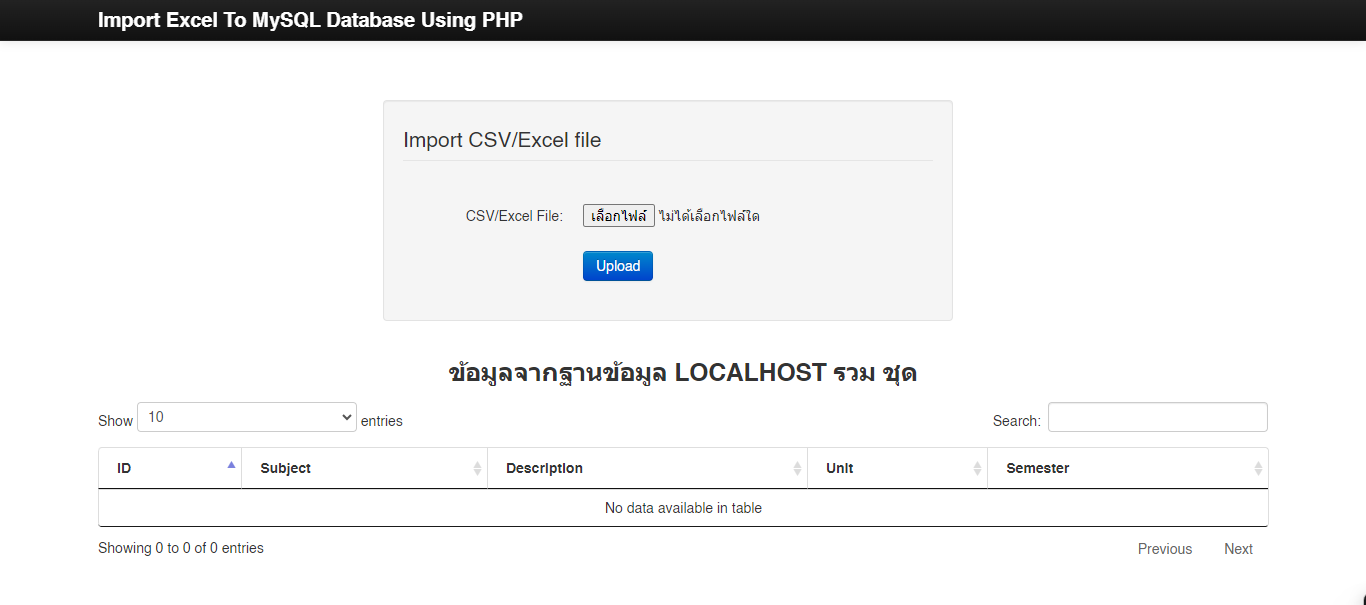 Import Excel To MySQL Database Using PHP
Import CSV/Excel file
CSV/Excel File: เลือกไฟล์ ไม่ได้เลือกไฟล์ใด
Upload
ข้อมูลจากฐานข้อมูล LOCALHOST รวม ชุด
Show 10 entries Search:
ID Subject Description Unit Semester
No data available in table
Showing 0 to 0 of 0 entries Previous Next